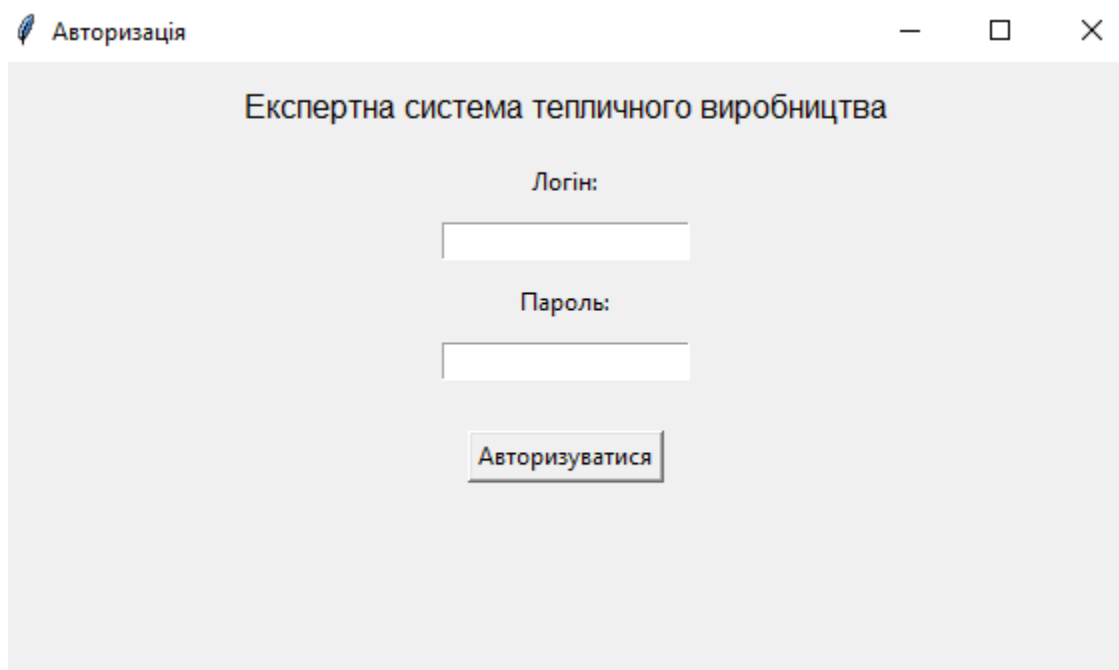 Авторизація
Експертна система тепличного виробництва
Логін:
Пароль:
Авторизуватися